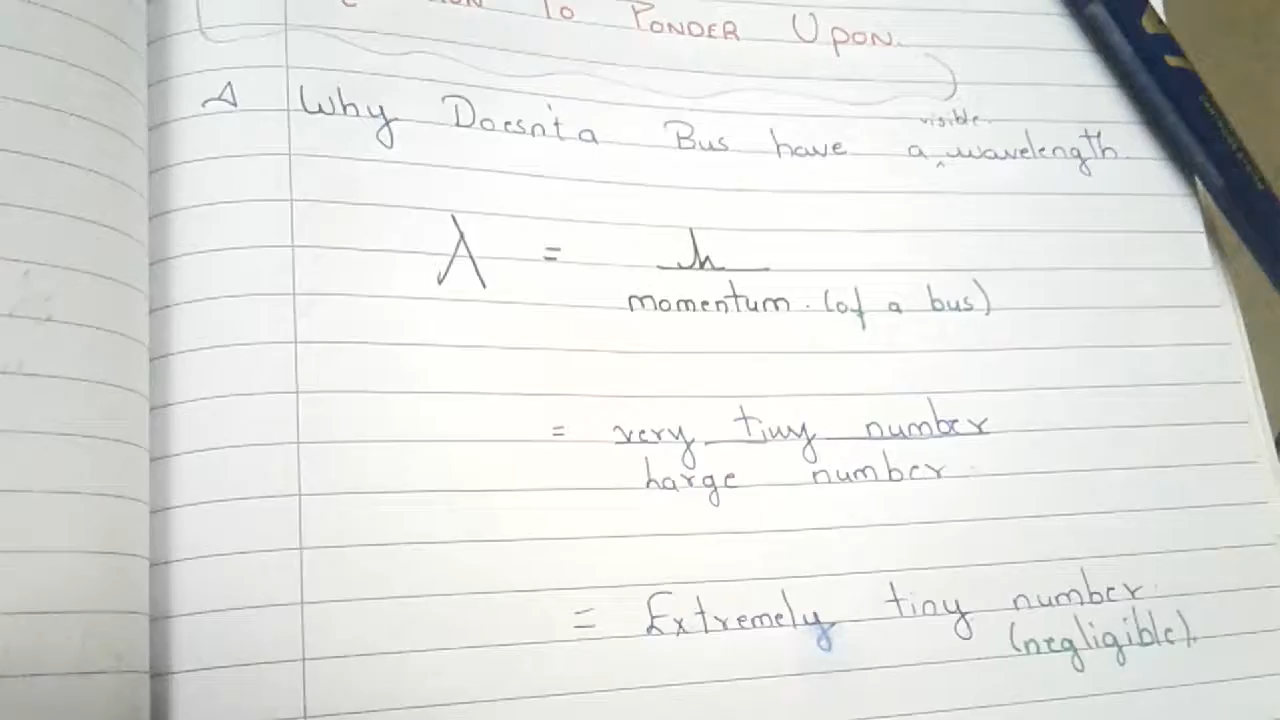 To PONDER UPON.
Why Doesn't a Bus have a visible wavelength
λ = h
momentum. (of a bus)
= very tiny number
harge number
= Extremely tiny number.
(negligible).